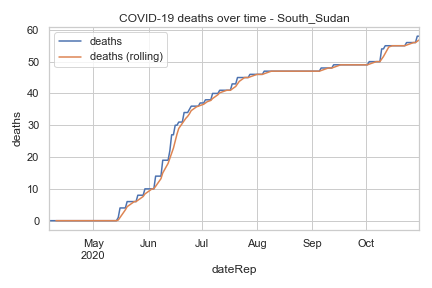 COVID-19 deaths over time - South_Sudan
deaths
deaths (rolling)
60
50
40
30
20
10
0
deaths
May
2020
Jun
Jul
Aug
Sep
Oct
dateRep